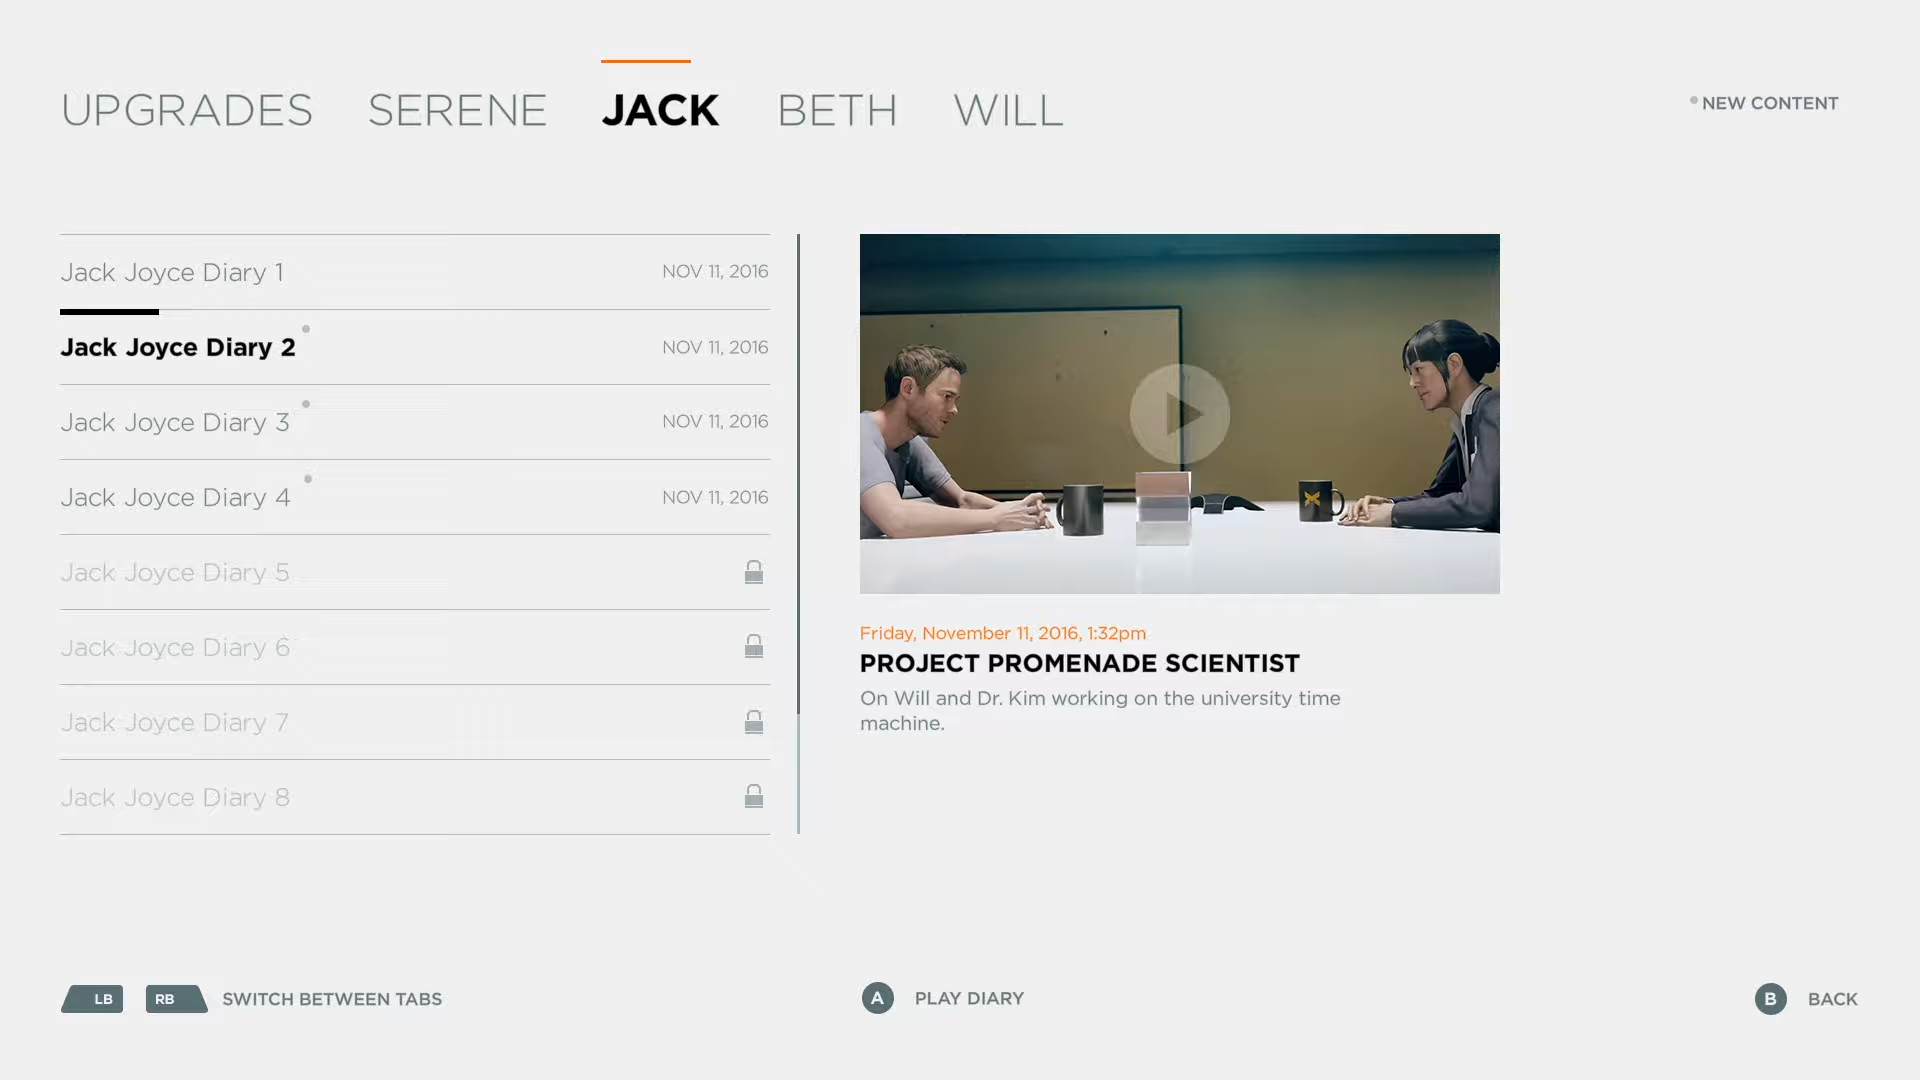 UPGRADES SERENE JACK BETH WILL
NEW CONTENT
Jack Joyce Diary 1 NOV 11, 2016
Jack Joyce Diary 2 NOV 11, 2016
Jack Joyce Diary 3 NOV 11, 2016
Jack Joyce Diary 4 NOV 11, 2016
Jack Joyce Diary 5
Jack Joyce Diary 6
Jack Joyce Diary 7
Jack Joyce Diary 8
Friday, November 11, 2016, 1:32pm
PROJECT PROMENADE SCIENTIST
On Will and Dr. Kim working on the university time
machine.
LB RB SWITCH BETWEEN TABS
A PLAY DIARY
B BACK